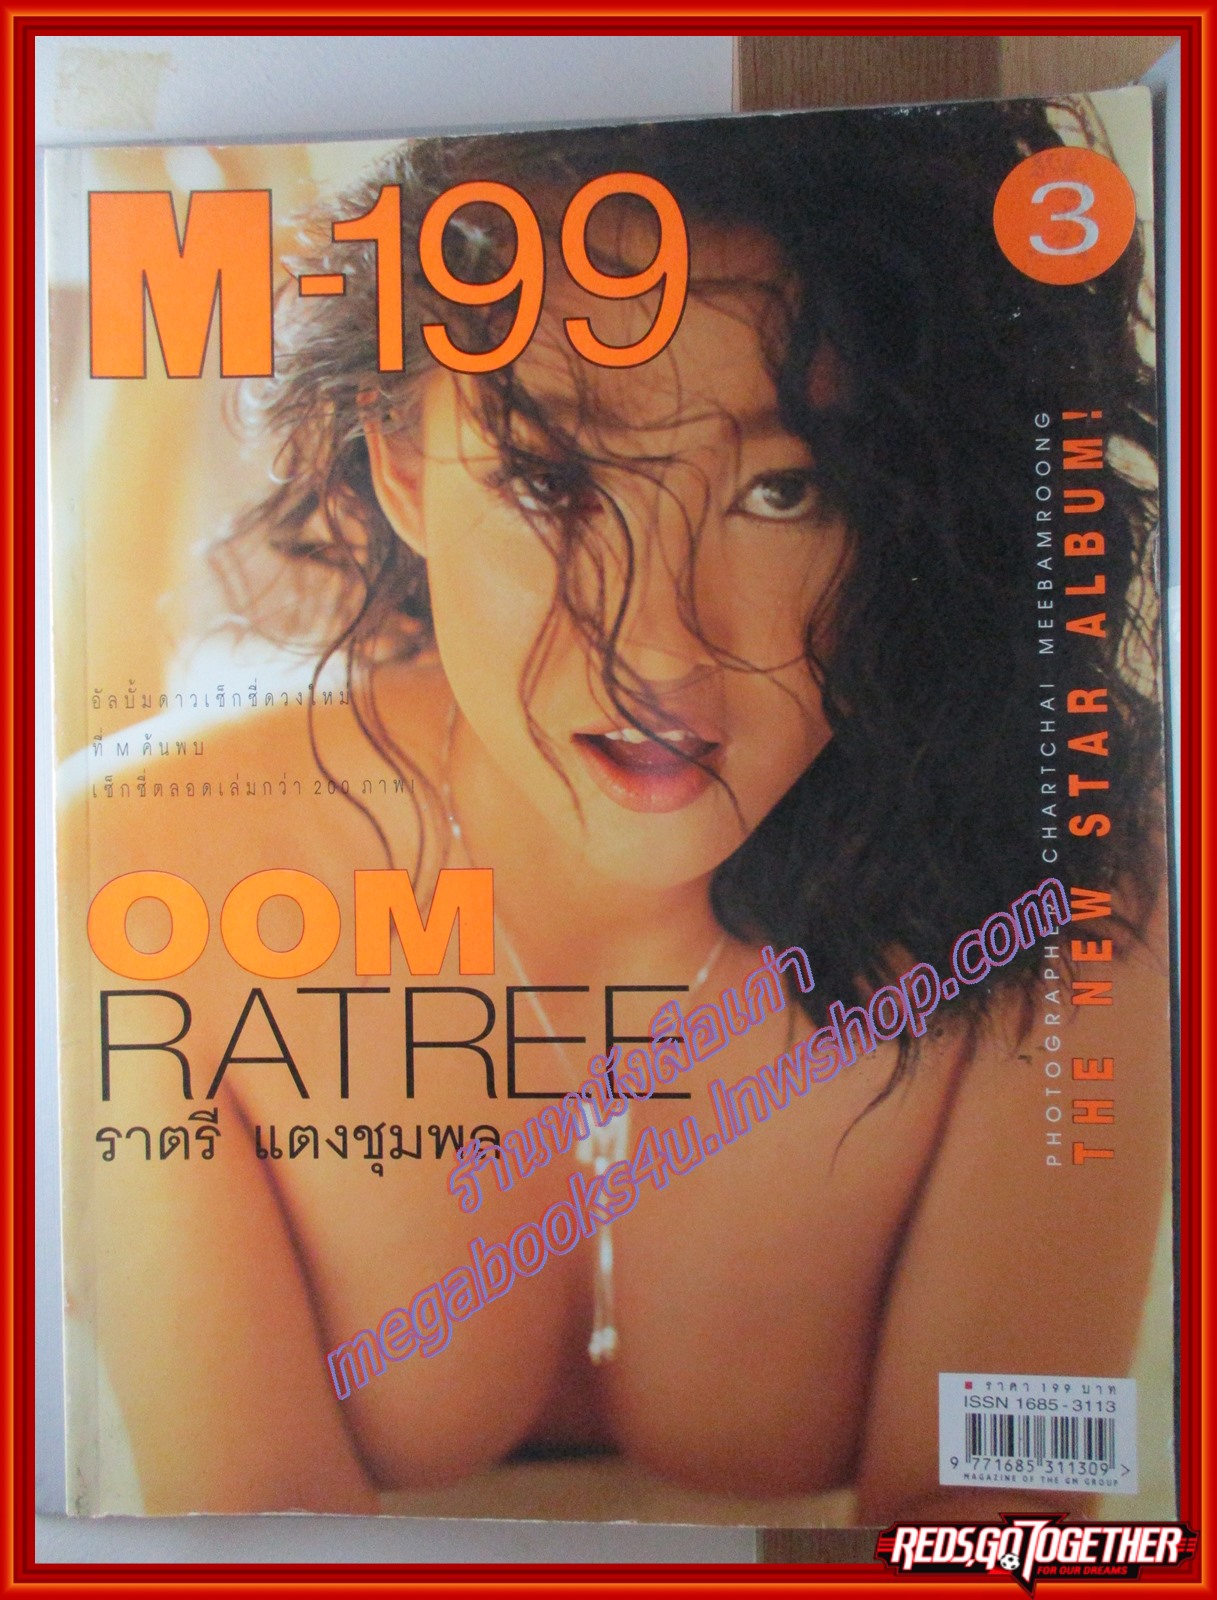 M-199
3
PHOTOGRAPHER CHARTCHAI MEEBAMROONG
THE NEW STAR ALBUM!
อัลบั้มดาวเซ็กซี่ดวงใหม่
ที่ M ค้นพบ
เซ็กซี่ตลอดเล่มกว่า 200 ภาพ!
OOM
RATREE
ราตรี แตงชุมพล
ร้านหนังสือเก่า
megabooks4u.lnwshop.com
ราคา 199 บาท
ISSN 1685-3113
9 771685 311309 >
MAGAZINE OF THE GM GROUP
REDS,GO TOGETHER
FOR OUR DREAMS